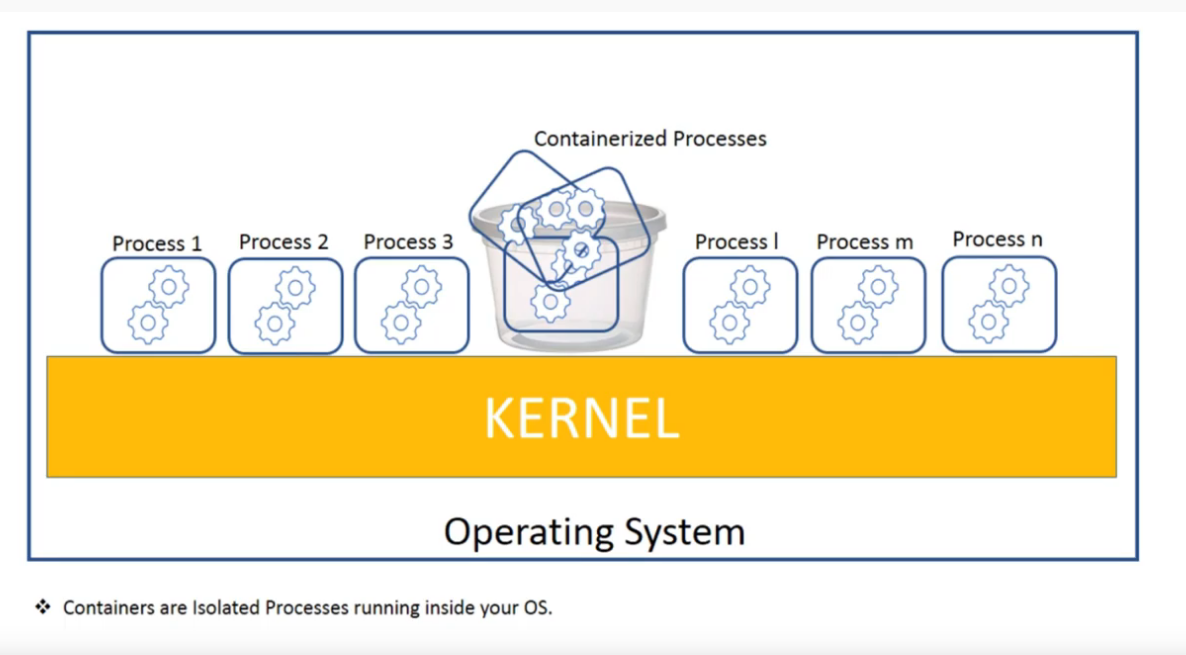 Containerized Processes
Process 1
Process 2
Process 3
Process l
Process m
Process n
KERNEL
Operating System
❖ Containers are Isolated Processes running inside your OS.